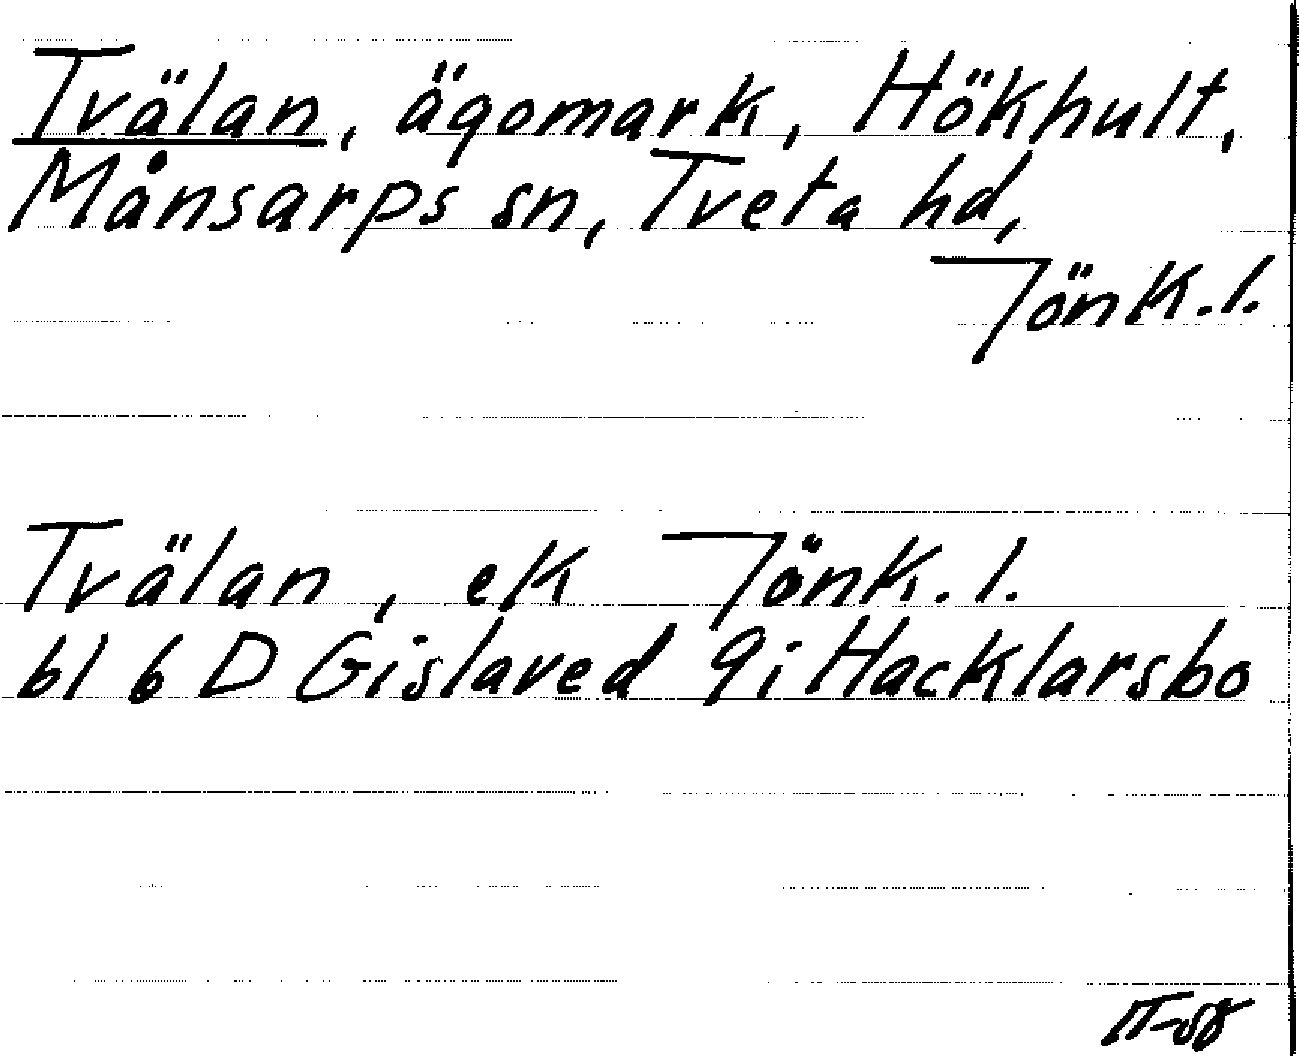 Tvälan, ägomark, Hökhult,
Månsarps sn, Tveta hd,
Jönk.l.
Tvälan, ek Jönk.l.
bl 6 D Gislaved 9i Hacklarsbo